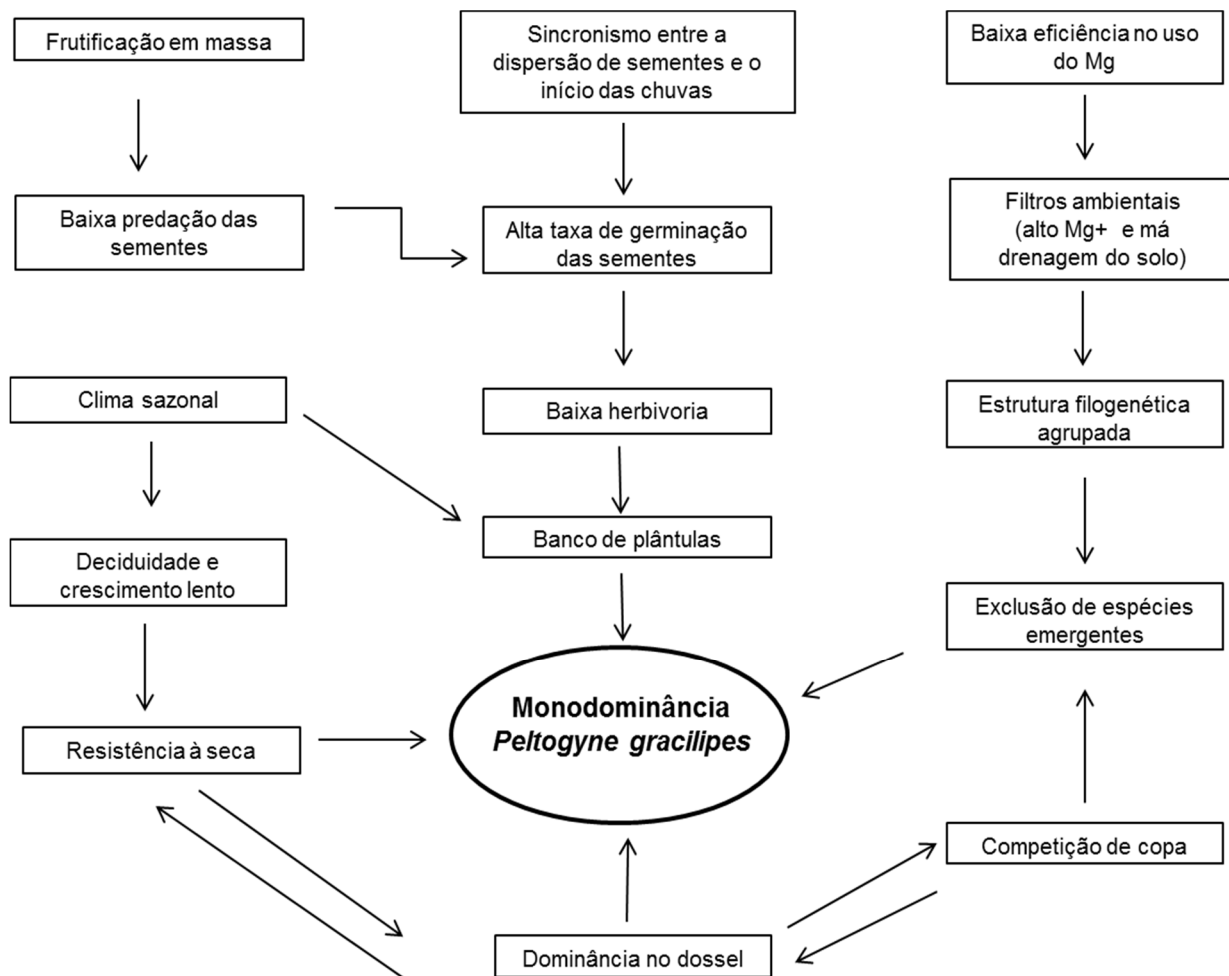 Frutificação em massa
Sincronismo entre a
dispersão de sementes e o
início das chuvas
Baixa eficiência no uso
do Mg
Baixa predação das
sementes
Alta taxa de germinação
das sementes
Filtros ambientais
(alto Mg+ e má
drenagem do solo)
Clima sazonal
Baixa herbivoria
Estrutura filogenética
agrupada
Deciduidade e
crescimento lento
Banco de plântulas
Exclusão de espécies
emergentes
Resistência à seca
Monodominância
Peltogyne gracilipes
Competição de copa
Dominância no dossel